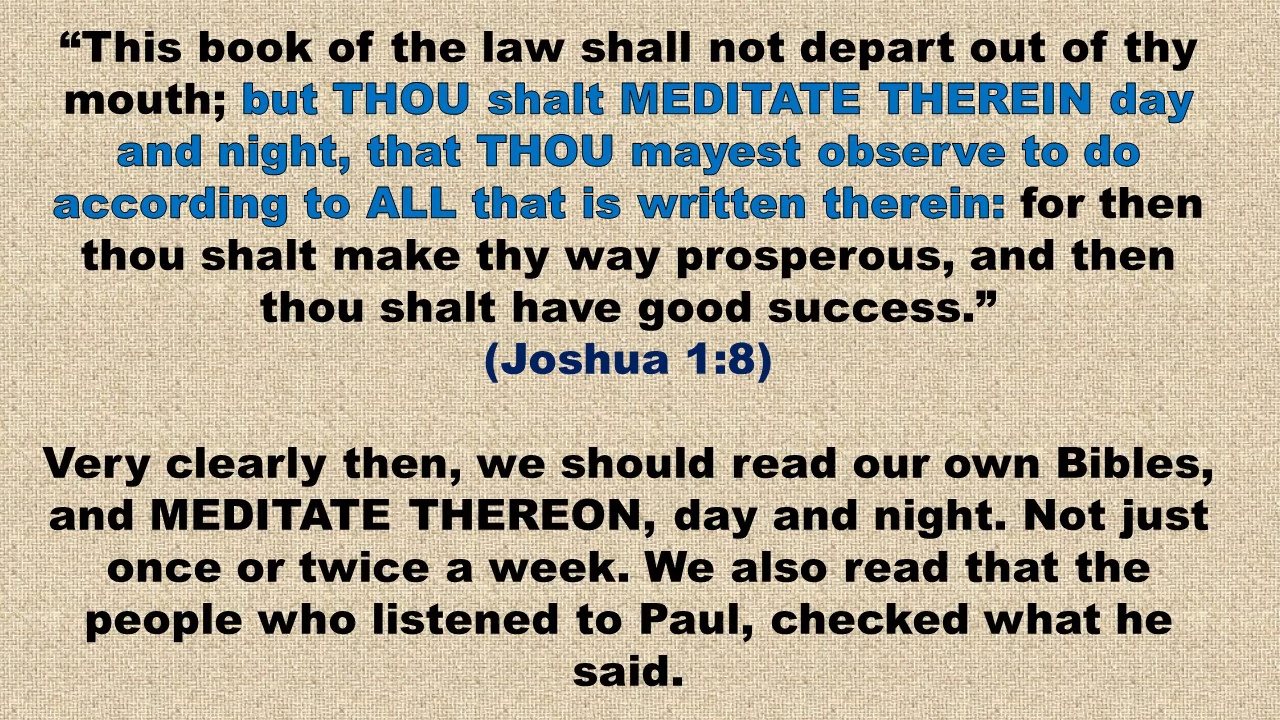 “This book of the law shall not depart out of thy
mouth; but THOU shalt MEDITATE THEREIN day
and night, that THOU mayest observe to do
according to ALL that is written therein: for then
thou shalt make thy way prosperous, and then
thou shalt have good success.”
(Joshua 1:8)
Very clearly then, we should read our own Bibles,
and MEDITATE THEREON, day and night. Not just
once or twice a week. We also read that the
people who listened to Paul, checked what he
said.